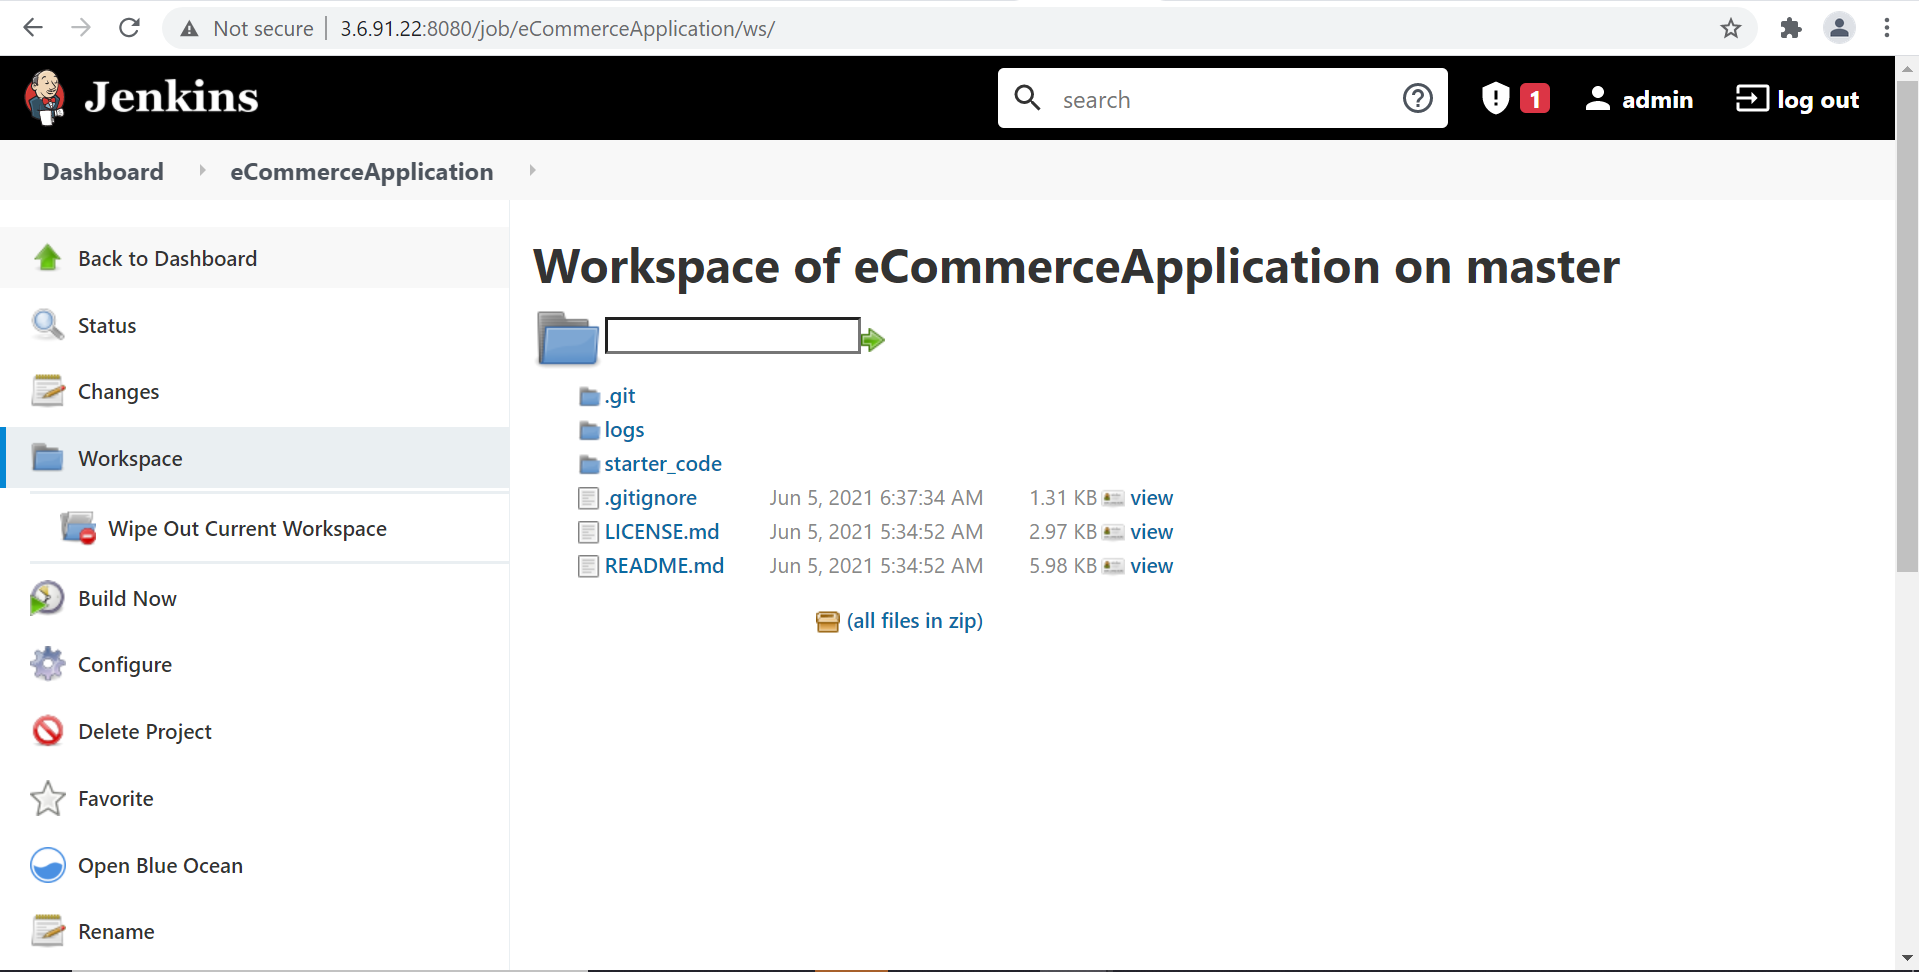 Not secure | 3.6.91.22:8080/job/eCommerceApplication/ws/
Jenkins
search
1
admin
log out
Dashboard
eCommerceApplication
Back to Dashboard
Status
Changes
Workspace
Wipe Out Current Workspace
Build Now
Configure
Delete Project
Favorite
Open Blue Ocean
Rename
Workspace of eCommerceApplication on master
.git
logs
starter_code
.gitignore Jun 5, 2021 6:37:34 AM 1.31 KB view
LICENSE.md Jun 5, 2021 5:34:52 AM 2.97 KB view
README.md Jun 5, 2021 5:34:52 AM 5.98 KB view
(all files in zip)